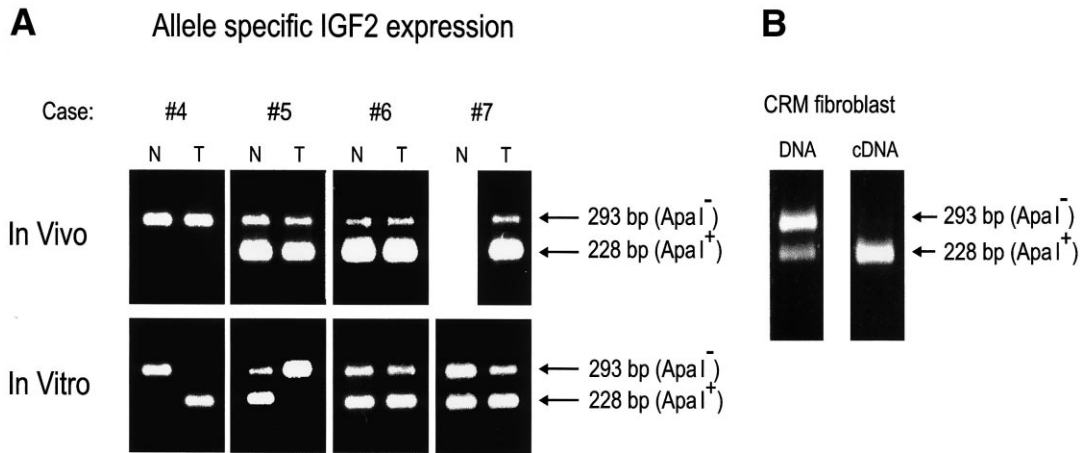 A Allele specific IGF2 expression
Case: #4 #5 #6 #7
N T N T N T N T
In Vivo
293 bp (Apa I⁻)
228 bp (Apa I⁺)
In Vitro
293 bp (Apa I⁻)
228 bp (Apa I⁺)
B
CRM fibroblast
DNA cDNA
293 bp (Apa I⁻)
228 bp (Apa I⁺)